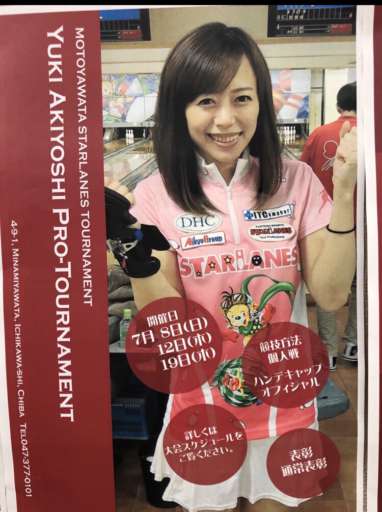 MOTOYAWATA STARLANES TOURNAMENT
YUKI AKIYOSHI PRO-TOURNAMENT
4-9-1, MINAMIYAWATA, ICHIKAWA-SHI, CHIBA TEL047-377-0101
DHC
STARLANES
STARLANES
開催日
7月 8日(日)
12日(木)
19日(木)
競技方法
個人戦
ハンデキャップ
オフィシャル
詳しくは
大会スケジュールを
ご覧ください。
表彰
通常表彰